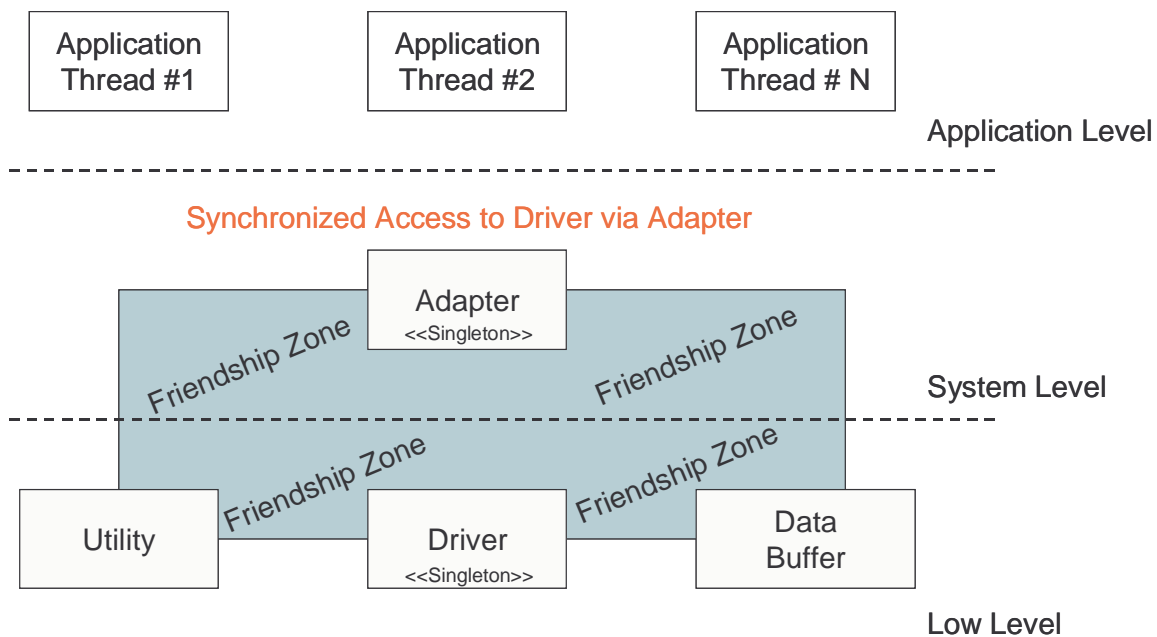 Application
Thread #1
Application
Thread #2
Application
Thread # N
Application Level
Synchronized Access to Driver via Adapter
Adapter
<<Singleton>>
Friendship Zone
Friendship Zone
System Level
Friendship Zone
Friendship Zone
Utility
Driver
<<Singleton>>
Data
Buffer
Low Level